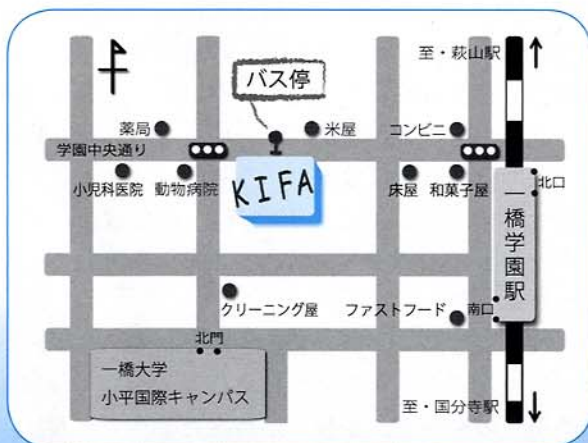 至・萩山駅
バス停
薬局
米屋
コンビニ
学園中央通り
小児科医院
動物病院
KIFA
床屋
和菓子屋
北口
一橋学園駅
クリーニング屋
ファストフード
南口
北門
一橋大学
小平国際キャンパス
至・国分寺駅